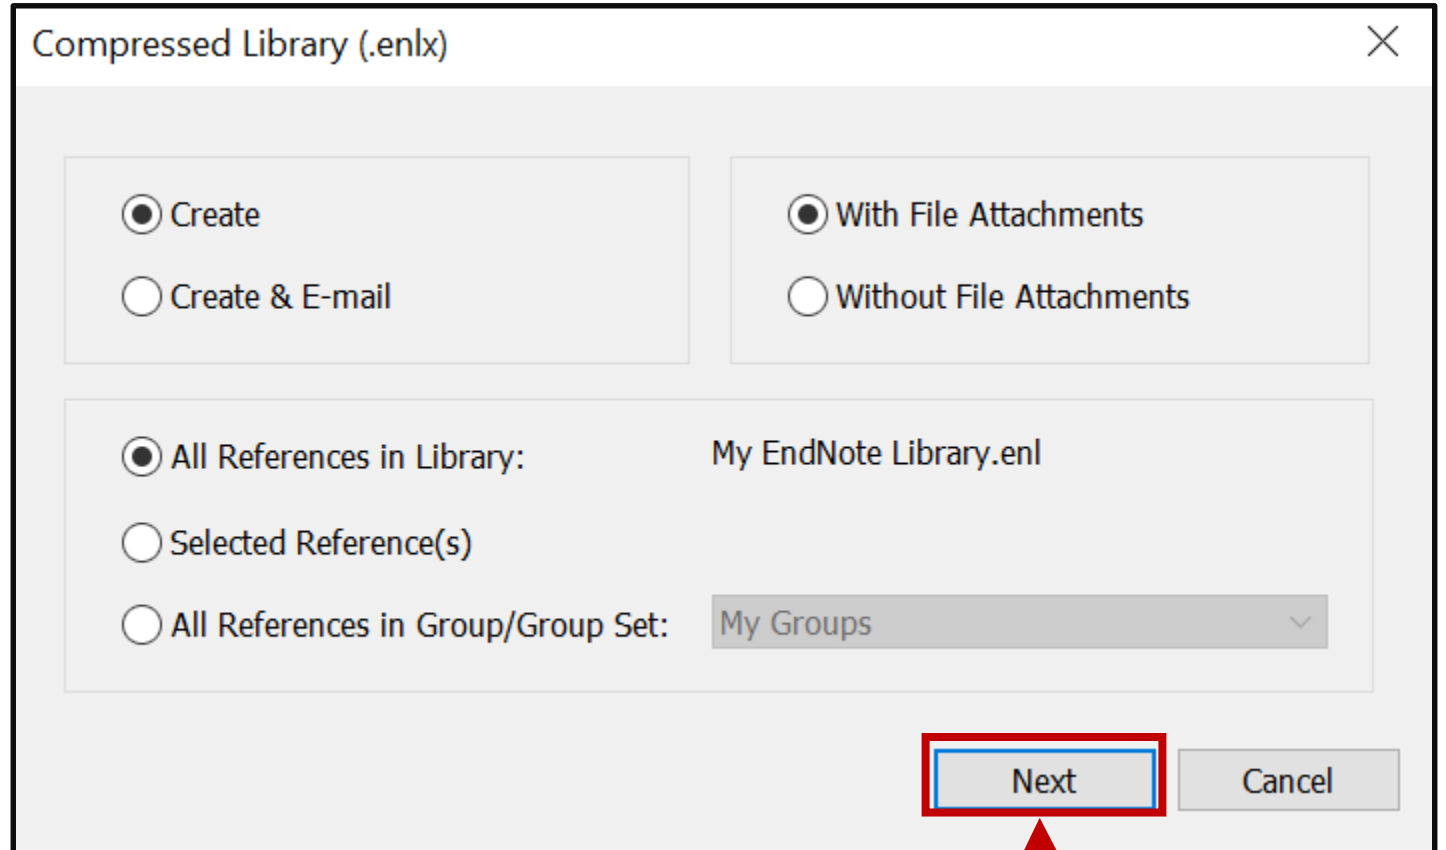 Compressed Library (.enlx)
Create
Create & E-mail
With File Attachments
Without File Attachments
All References in Library: My EndNote Library.enl
Selected Reference(s)
All References in Group/Group Set: My Groups
Next Cancel